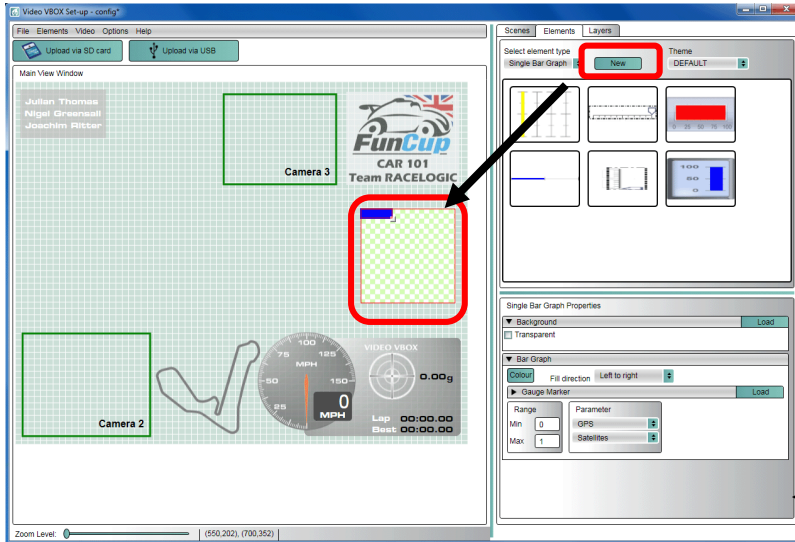 Video VBOX Set-up - config*
File Elements Video Options Help
Upload via SD card
Upload via USB
Main View Window
Julian Thomas
Nigel Greensall
Joachim Ritter
Camera 3
FunCup
CAR 101
Team RACELOGIC
Camera 2
100
75 125
MPH
50 150
25
0
MPH
VIDEO VBOX
0.00g
Lap 00:00.00
Best 00:00.00
Zoom Level:
(550,202), (700,352)
Scenes Elements Layers
Select element type
Theme
Single Bar Graph
New
DEFAULT
0 25 50 75 100
100
50
0
Single Bar Graph Properties
Background
Load
Transparent
Bar Graph
Colour
Fill direction
Left to right
Gauge Marker
Load
Range
Parameter
Min 0
GPS
Max 1
Satellites